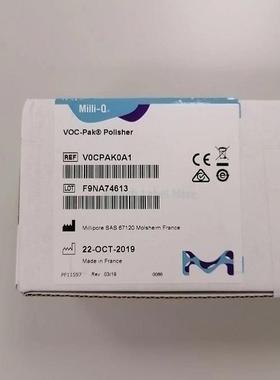 Milli-Q®
VOC-Pak® Polisher
REF V0CPAK0A1
LOT F9NA74613
Millipore SAS 67120 Molsheim France
22-OCT-2019
Made in France
PF11597 Rev 03/18 0086
M